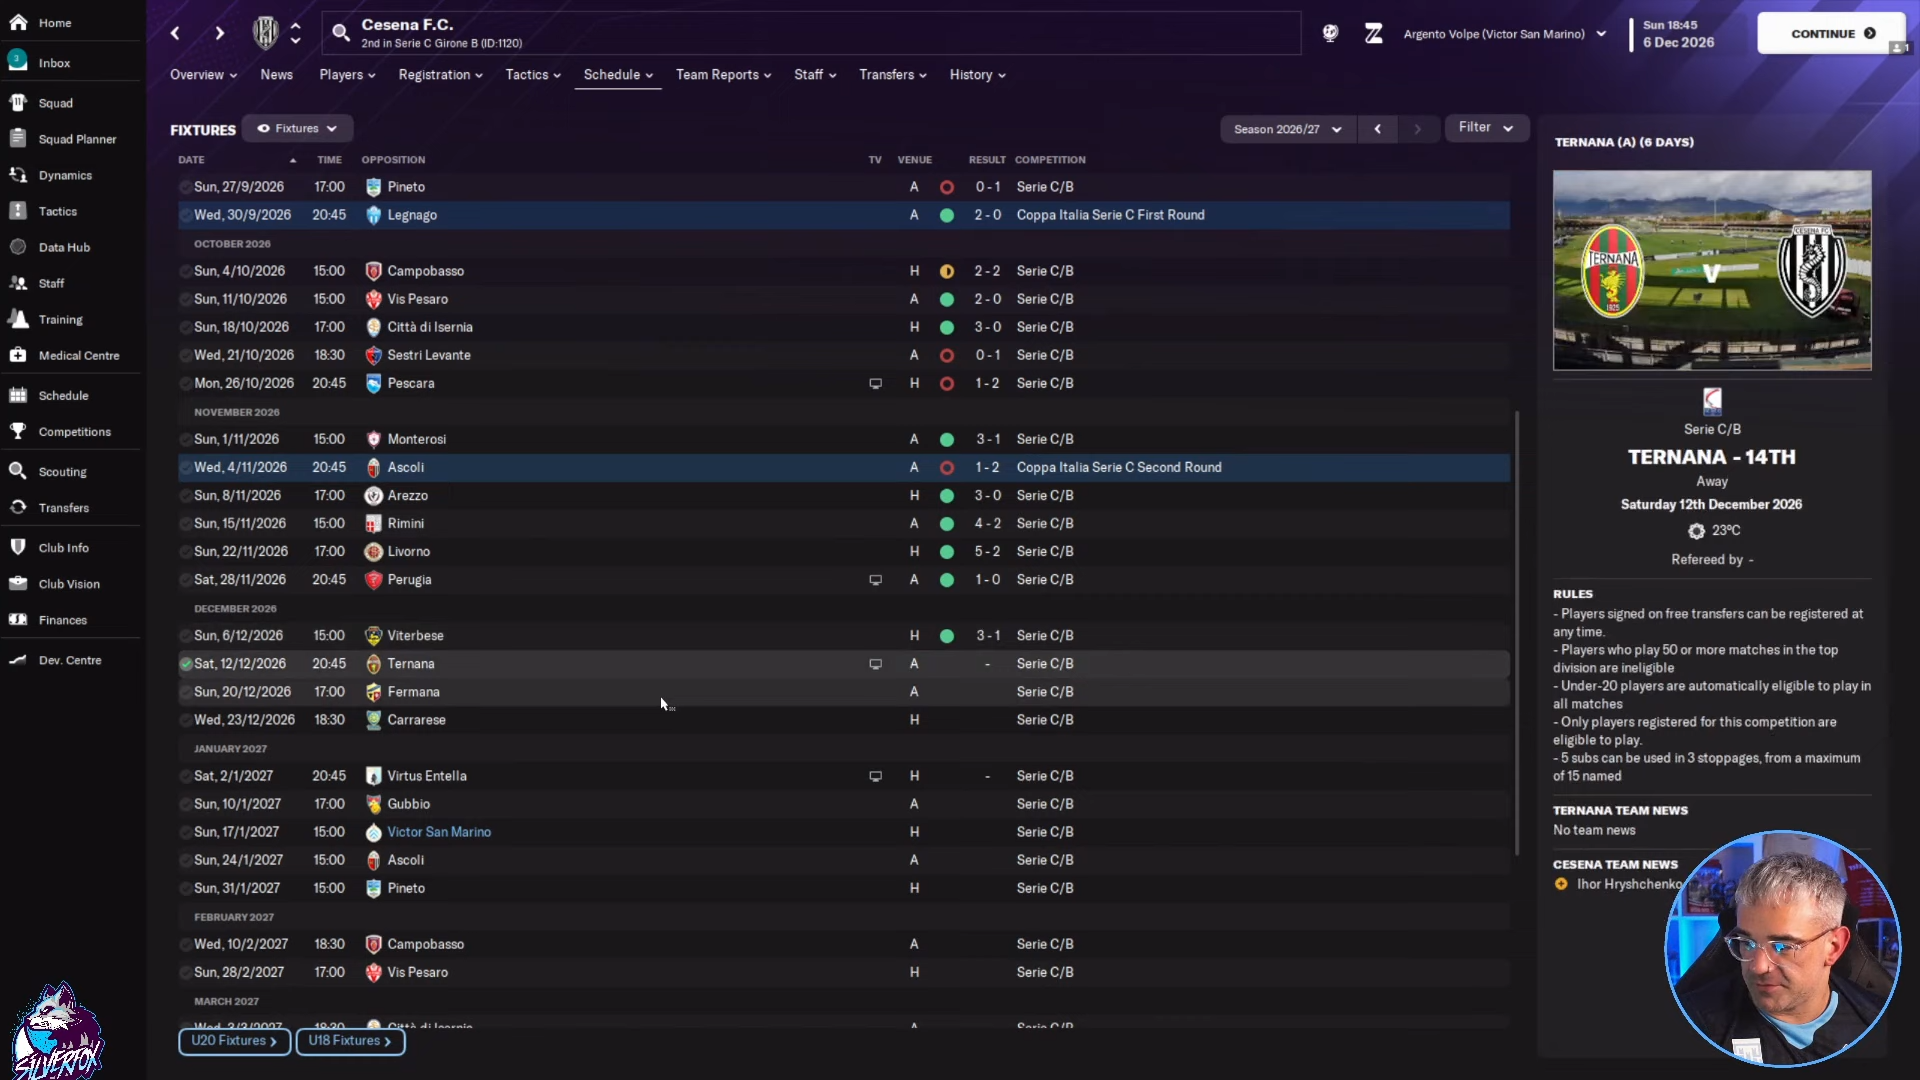 Home
Inbox
3
Squad
Squad Planner
Dynamics
Tactics
Data Hub
Staff
Training
Medical Centre
Schedule
Competitions
Scouting
Transfers
Club Info
Club Vision
Finances
Dev. Centre
SILVERFOX
Cesena F.C.
2nd in Serie C Girone B (ID:1120)
Argento Volpe (Victor San Marino)
Sun 18:45
6 Dec 2026
CONTINUE
1
Overview News Players Registration Tactics Schedule Team Reports Staff Transfers History
FIXTURES Fixtures Season 2026/27 Filter
DATE TIME OPPOSITION TV VENUE RESULT COMPETITION
Sun, 27/9/2026 17:00 Pineto A 0 - 1 Serie C/B
Wed, 30/9/2026 20:45 Legnago A 2 - 0 Coppa Italia Serie C First Round
OCTOBER 2026
Sun, 4/10/2026 15:00 Campobasso H 2 - 2 Serie C/B
Sun, 11/10/2026 15:00 Vis Pesaro A 2 - 0 Serie C/B
Sun, 18/10/2026 17:00 Città di Isernia H 3 - 0 Serie C/B
Wed, 21/10/2026 18:30 Sestri Levante A 0 - 1 Serie C/B
Mon, 26/10/2026 20:45 Pescara H 1 - 2 Serie C/B
NOVEMBER 2026
Sun, 1/11/2026 15:00 Monterosi A 3 - 1 Serie C/B
Wed, 4/11/2026 20:45 Ascoli A 1 - 2 Coppa Italia Serie C Second Round
Sun, 8/11/2026 17:00 Arezzo H 3 - 0 Serie C/B
Sun, 15/11/2026 15:00 Rimini A 4 - 2 Serie C/B
Sun, 22/11/2026 17:00 Livorno H 5 - 2 Serie C/B
Sat, 28/11/2026 20:45 Perugia A 1 - 0 Serie C/B
DECEMBER 2026
Sun, 6/12/2026 15:00 Viterbese H 3 - 1 Serie C/B
Sat, 12/12/2026 20:45 Ternana A - Serie C/B
Sun, 20/12/2026 17:00 Fermana A Serie C/B
Wed, 23/12/2026 18:30 Carrarese H Serie C/B
JANUARY 2027
Sat, 2/1/2027 20:45 Virtus Entella H - Serie C/B
Sun, 10/1/2027 17:00 Gubbio A Serie C/B
Sun, 17/1/2027 15:00 Victor San Marino H Serie C/B
Sun, 24/1/2027 15:00 Ascoli A Serie C/B
Sun, 31/1/2027 15:00 Pineto H Serie C/B
FEBRUARY 2027
Wed, 10/2/2027 18:30 Campobasso A Serie C/B
Sun, 28/2/2027 17:00 Vis Pesaro H Serie C/B
MARCH 2027
Wed, 3/3/2027 18:30 Città di Isernia A Serie C/B
U20 Fixtures U18 Fixtures
TERNANA (A) (6 DAYS)
TERNANA
1925
V
CESENA FC
Serie C/B
TERNANA - 14TH
Away
Saturday 12th December 2026
23ºC
Refereed by -
RULES
- Players signed on free transfers can be registered at
any time.
- Players who play 50 or more matches in the top
division are ineligible
- Under-20 players are automatically eligible to play in
all matches
- Only players registered for this competition are
eligible to play.
- 5 subs can be used in 3 stoppages, from a maximum
of 15 named
TERNANA TEAM NEWS
No team news
CESENA TEAM NEWS
Ihor Hryshchenko